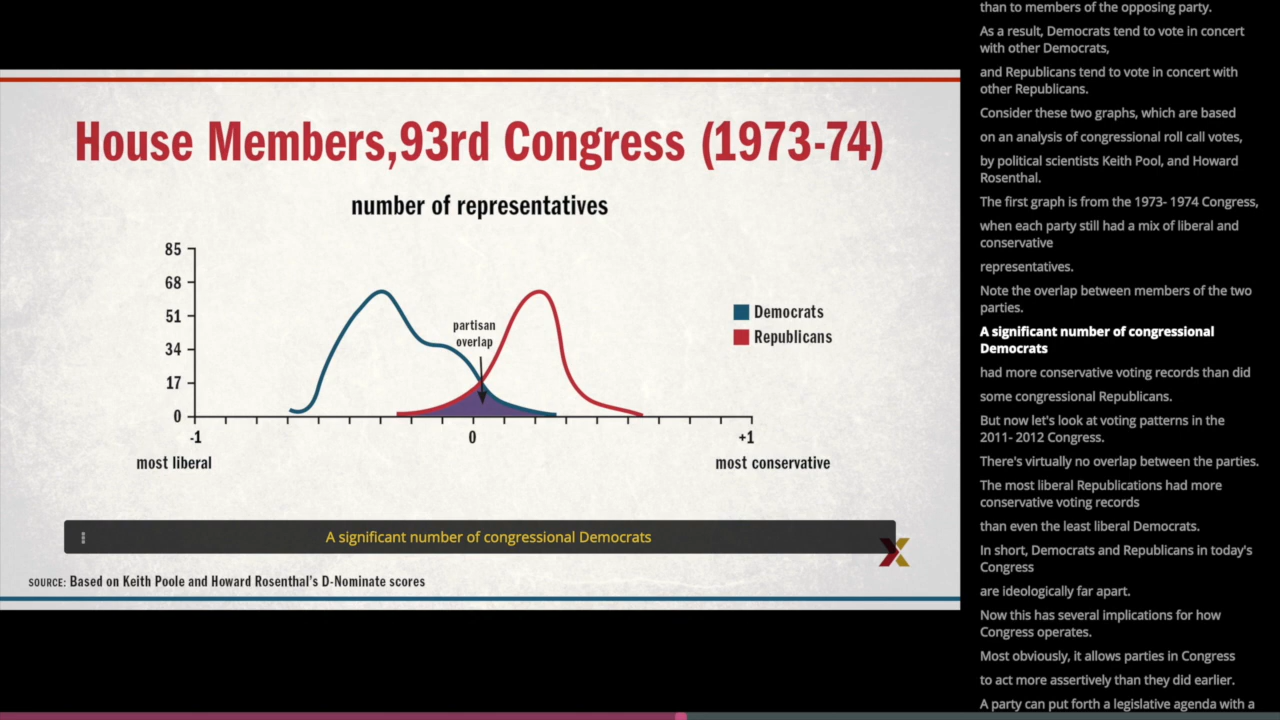 House Members,93rd Congress (1973-74)
number of representatives
85
68
51
34
17
0
partisan
overlap
Democrats
Republicans
-1
0
+1
most liberal
most conservative
A significant number of congressional Democrats
SOURCE: Based on Keith Poole and Howard Rosenthal's D-Nominate scores
than to members of the opposing party.
As a result, Democrats tend to vote in concert
with other Democrats,
and Republicans tend to vote in concert with
other Republicans.
Consider these two graphs, which are based
on an analysis of congressional roll call votes,
by political scientists Keith Pool, and Howard
Rosenthal.
The first graph is from the 1973- 1974 Congress,
when each party still had a mix of liberal and
conservative
representatives.
Note the overlap between members of the two
parties.
A significant number of congressional
Democrats
had more conservative voting records than did
some congressional Republicans.
But now let's look at voting patterns in the
2011- 2012 Congress.
There's virtually no overlap between the parties.
The most liberal Republications had more
conservative voting records
than even the least liberal Democrats.
In short, Democrats and Republicans in today's
Congress
are ideologically far apart.
Now this has several implications for how
Congress operates.
Most obviously, it allows parties in Congress
to act more assertively than they did earlier.
A party can put forth a legislative agenda with a